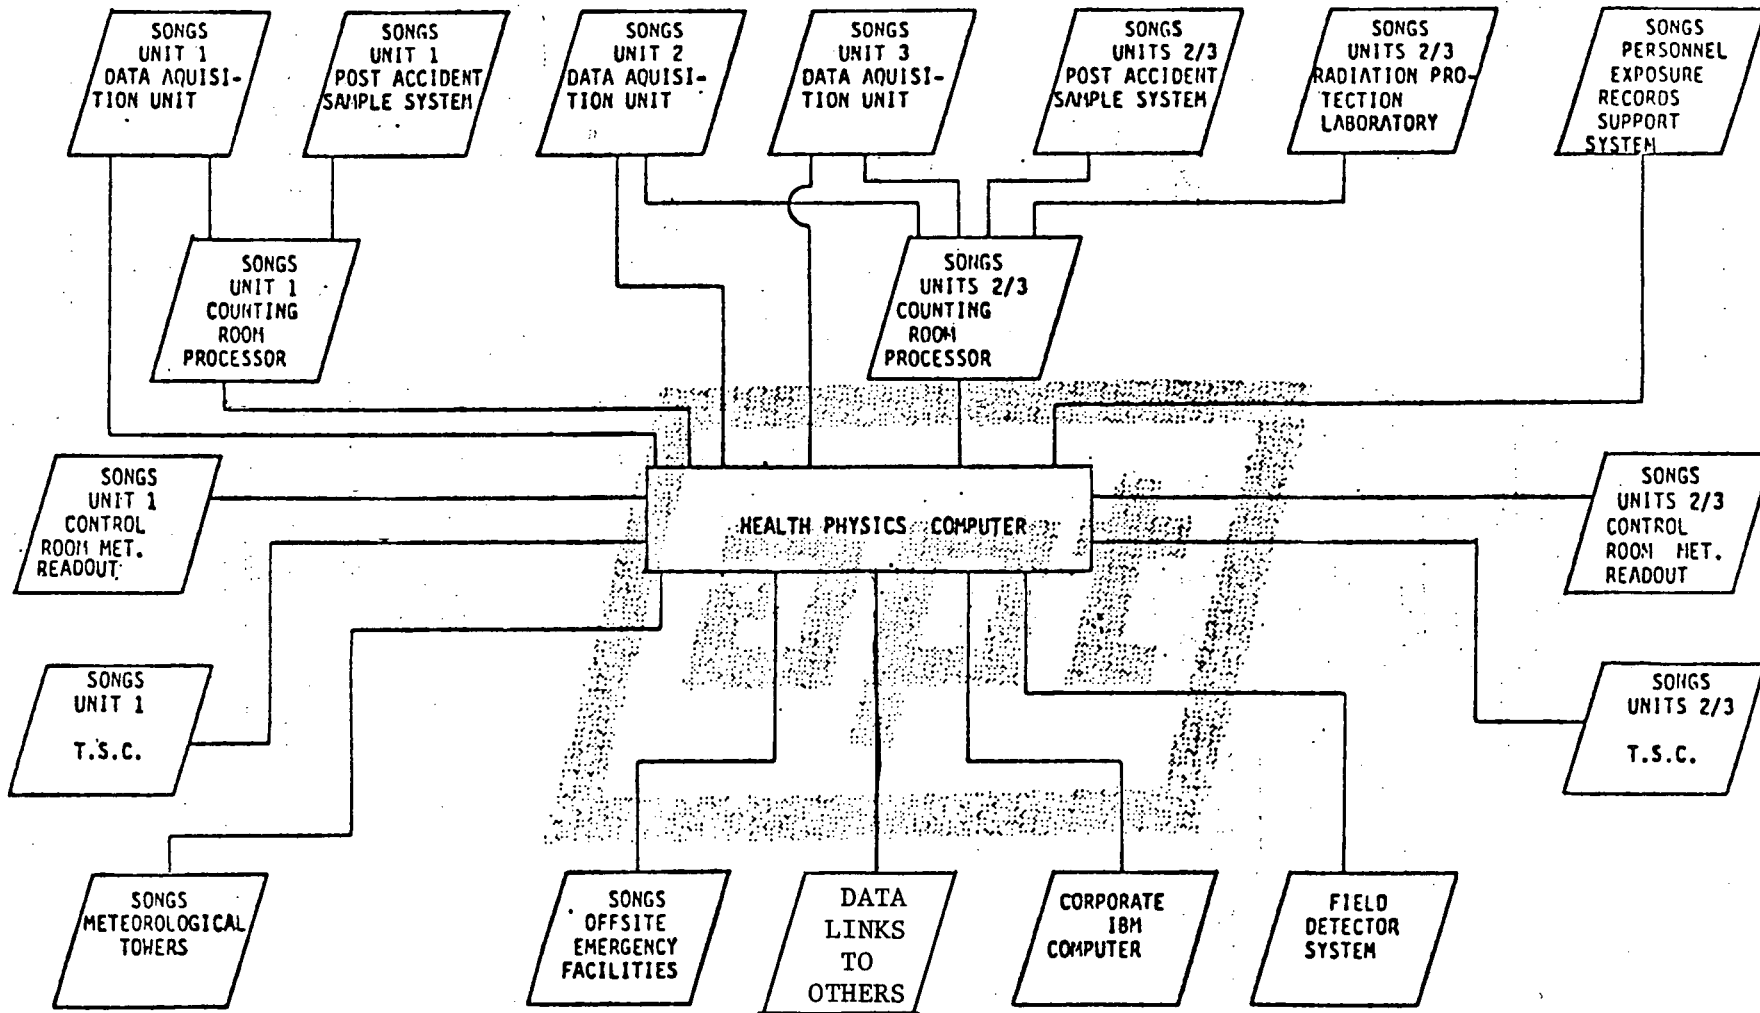 SONGS
UNIT 1
DATA AQUISI-
TION UNIT
SONGS
UNIT 1
POST ACCIDENT
SAMPLE SYSTEM
SONGS
UNIT 2
DATA AQUISI-
TION UNIT
SONGS
UNIT 3
DATA AQUISI-
TION UNIT
SONGS
UNITS 2/3
POST ACCIDENT
SAMPLE SYSTEM
SONGS
UNITS 2/3
RADIATION PRO-
TECTION
LABORATORY
SONGS
PERSONNEL
EXPOSURE
RECORDS
SUPPORT
SYSTEM
SONGS
UNIT 1
COUNTING
ROOM
PROCESSOR
SONGS
UNITS 2/3
COUNTING
ROOM
PROCESSOR
SONGS
UNIT 1
CONTROL
ROOM MET.
READOUT
HEALTH PHYSICS COMPUTER
SONGS
UNITS 2/3
CONTROL
ROOM MET.
READOUT
SONGS
UNIT 1
T.S.C.
SONGS
UNITS 2/3
T.S.C.
SONGS
METEOROLOGICAL
TOWERS
SONGS
OFFSITE
EMERGENCY
FACILITIES
DATA
LINKS
TO
OTHERS
CORPORATE
IBM
COMPUTER
FIELD
DETECTOR
SYSTEM